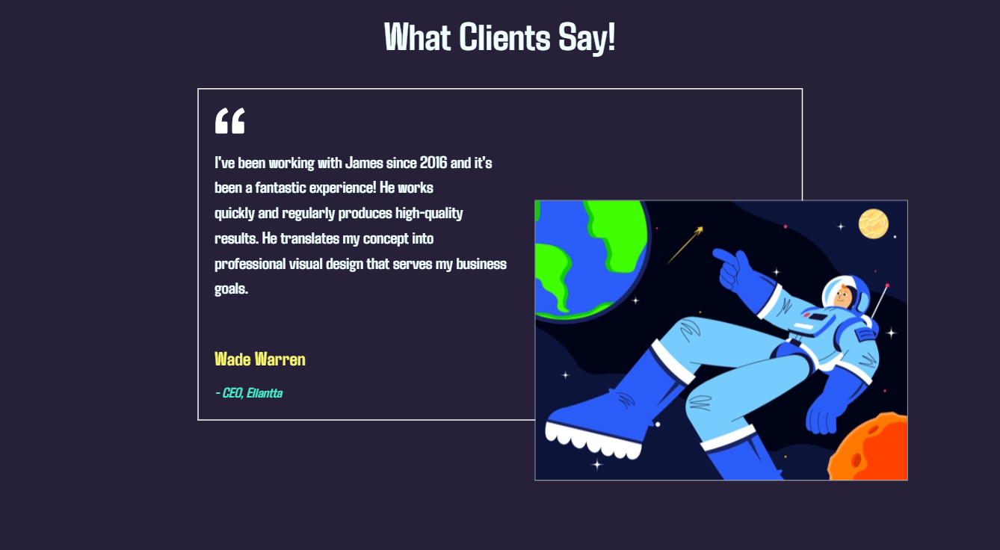 What Clients Say!
“
I've been working with James since 2016 and it's
been a fantastic experience! He works
quickly and regularly produces high-quality
results. He translates my concept into
professional visual design that serves my business
goals.
Wade Warren
- CEO, Ellantta